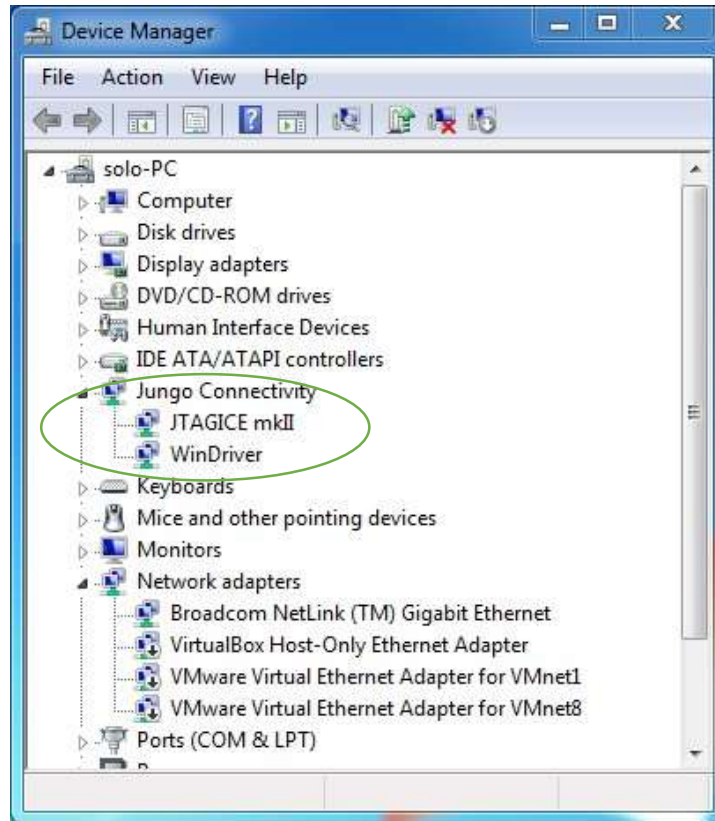 Device Manager
File Action View Help
solo-PC
Computer
Disk drives
Display adapters
DVD/CD-ROM drives
Human Interface Devices
IDE ATA/ATAPI controllers
Jungo Connectivity
JTAGICE mkII
WinDriver
Keyboards
Mice and other pointing devices
Monitors
Network adapters
Broadcom NetLink (TM) Gigabit Ethernet
VirtualBox Host-Only Ethernet Adapter
VMware Virtual Ethernet Adapter for VMnet1
VMware Virtual Ethernet Adapter for VMnet8
Ports (COM & LPT)